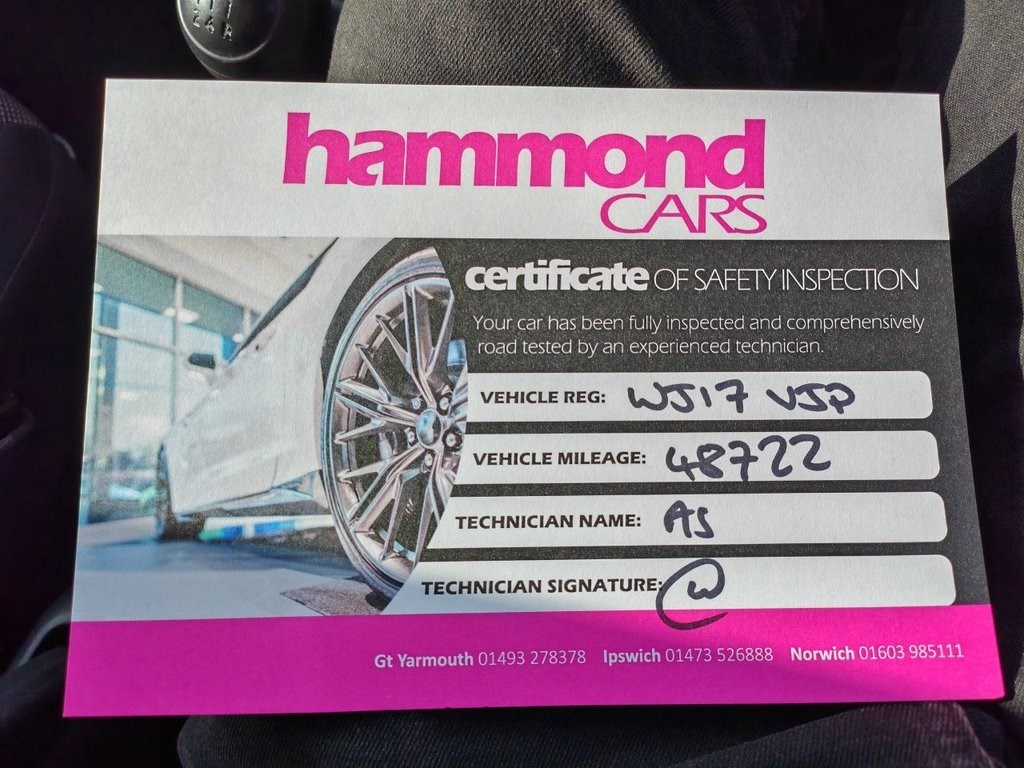 2 4 R
hammond
CARS
certificate OF SAFETY INSPECTION
Your car has been fully inspected and comprehensively
road tested by an experienced technician.
VEHICLE REG: WJ17 VJP
VEHICLE MILEAGE: 48722
TECHNICIAN NAME: AS
TECHNICIAN SIGNATURE:
Gt Yarmouth 01493 278378 Ipswich 01473 526888 Norwich 01603 985111